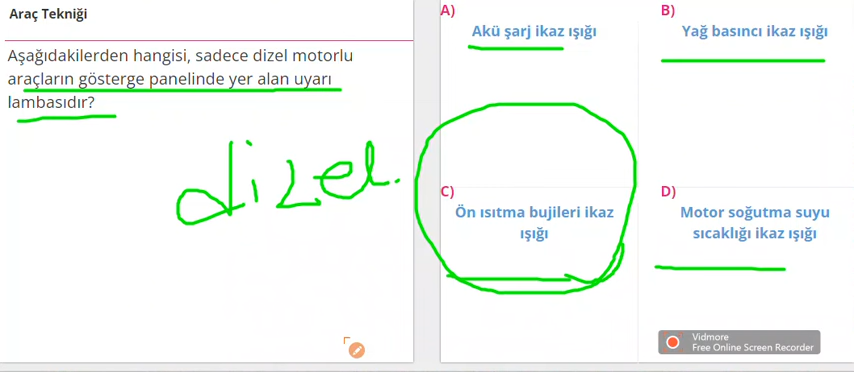 Araç Tekniği
Aşağıdakilerden hangisi, sadece dizel motorlu
araçların gösterge panelinde yer alan uyarı
lambasıdır?
dizel.
A)
Akü şarj ikaz ışığı
B)
Yağ basıncı ikaz ışığı
C)
Ön ısıtma bujileri ikaz
ışığı
D)
Motor soğutma suyu
sıcaklığı ikaz ışığı
Vidmore
Free Online Screen Recorder